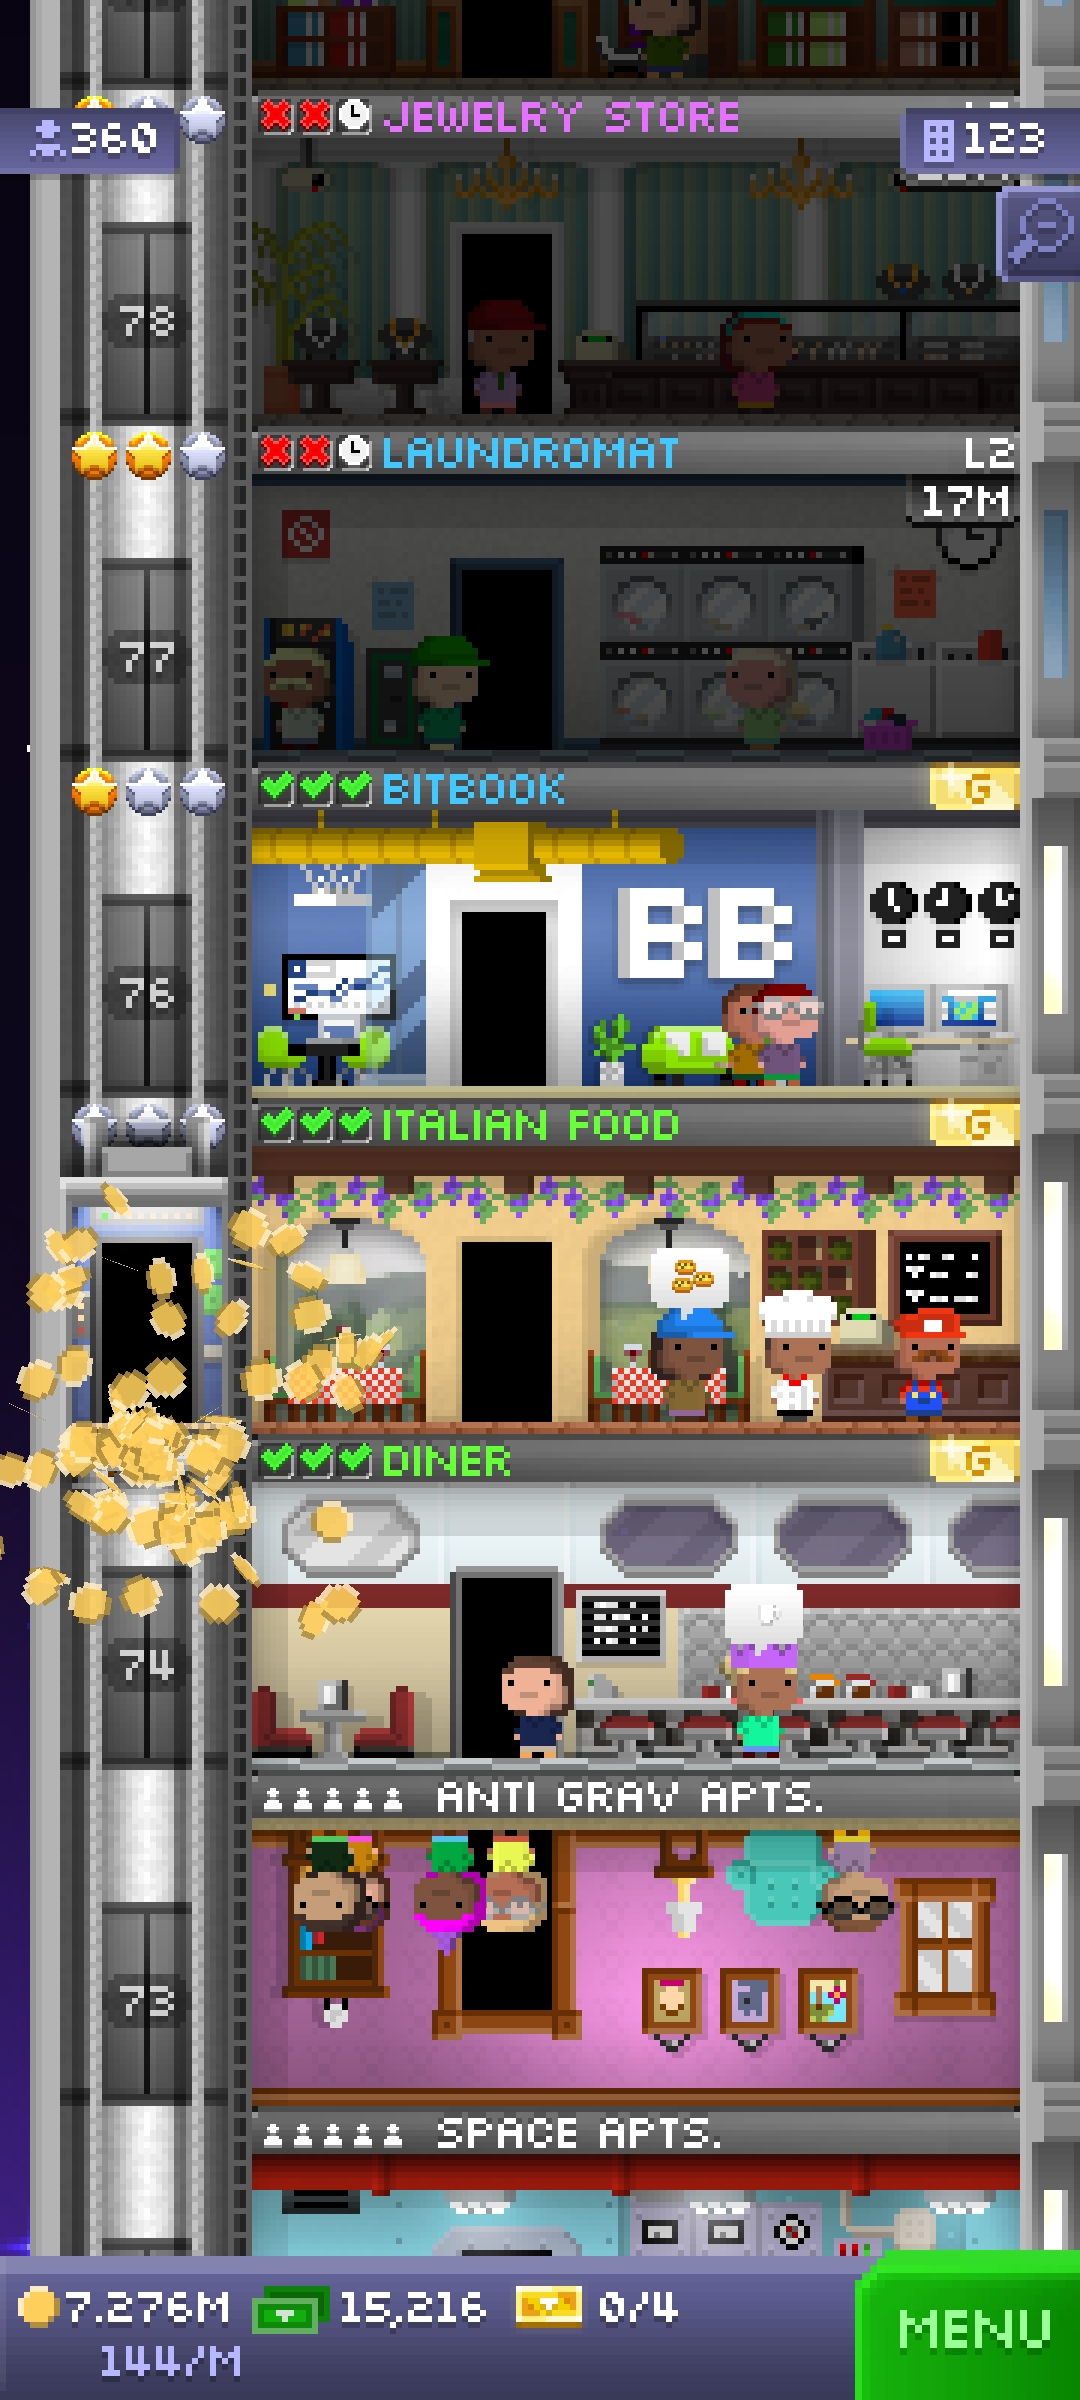 JEWELRY STORE
360
123
78
LAUNDROMAT L2
17M
77
BITBOOK G
BB
76
ITALIAN FOOD G
DINER G
74
ANTI GRAV APTS.
73
SPACE APTS.
7.276M 15,216 0/4
144/M
MENU